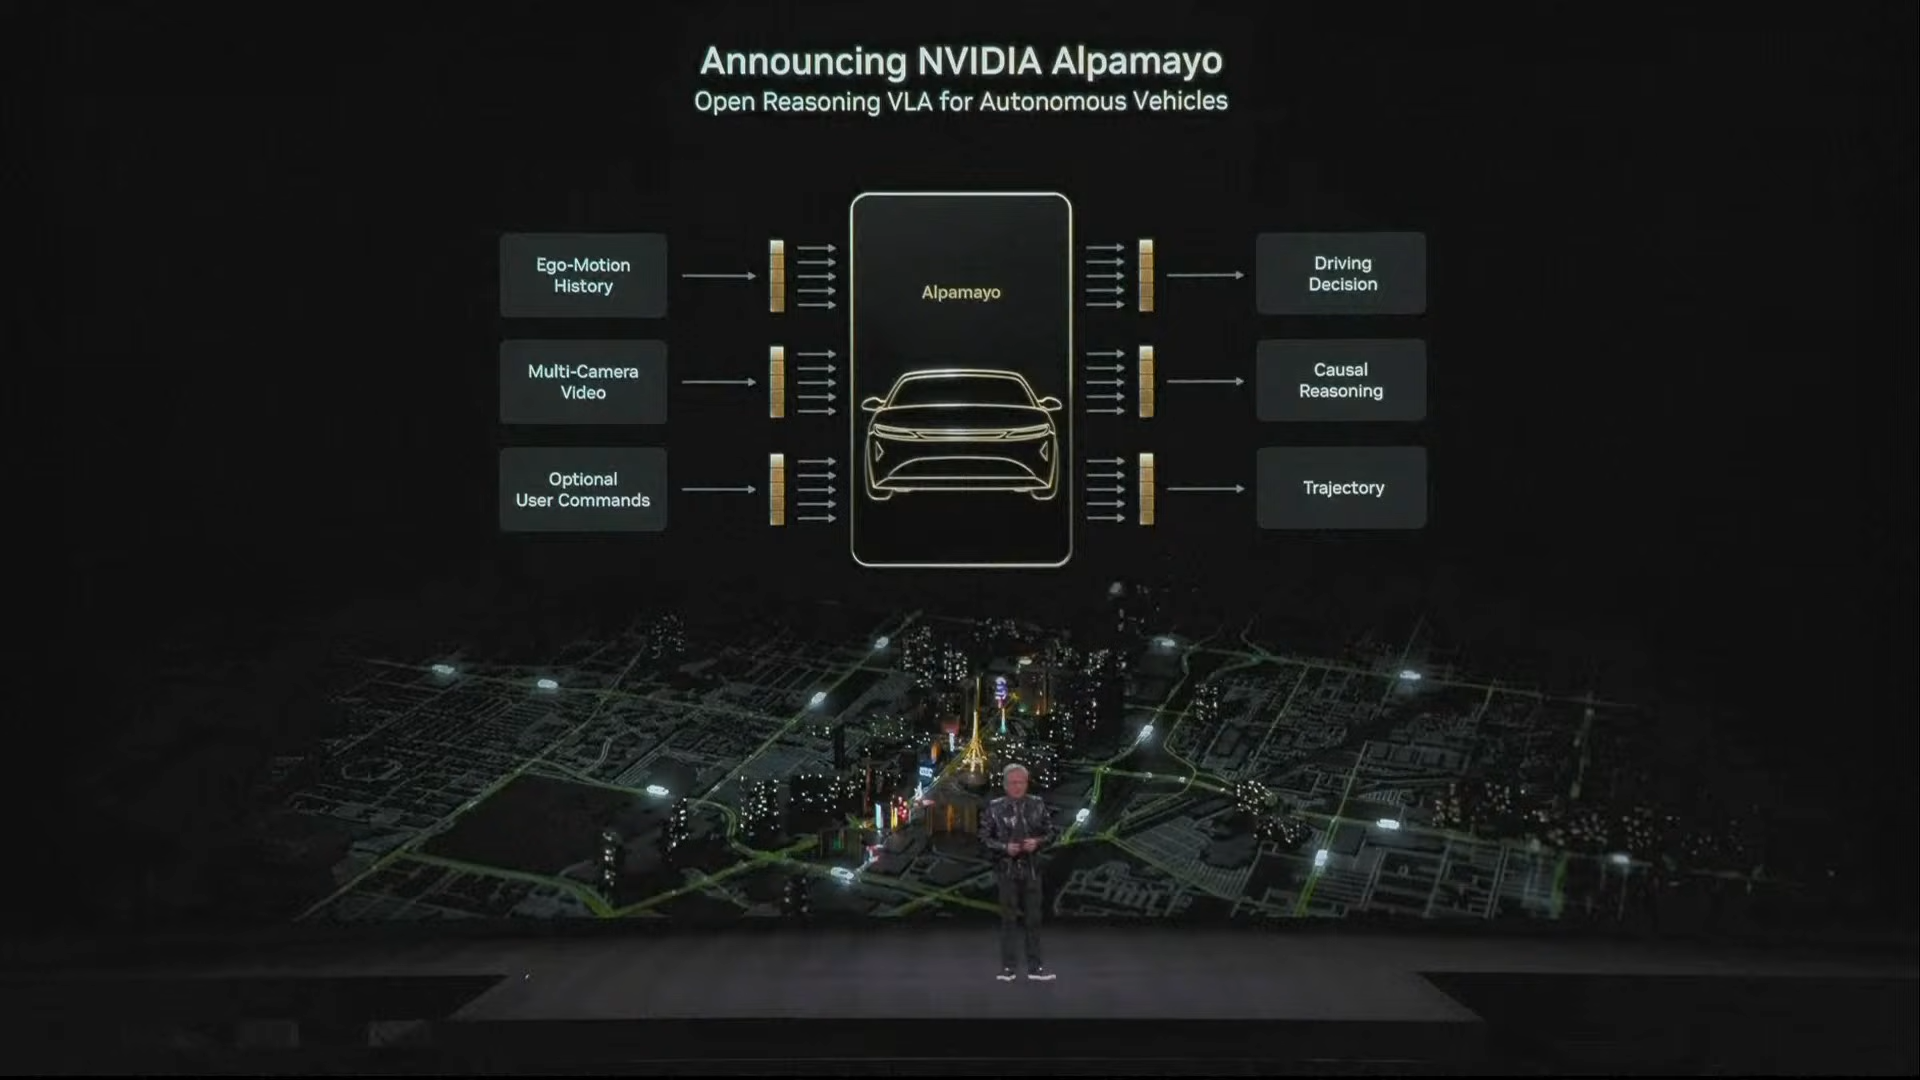 Announcing NVIDIA Alpamayo
Open Reasoning VLA for Autonomous Vehicles
Ego-Motion
History
Multi-Camera
Video
Optional
User Commands
Alpamayo
Driving
Decision
Causal
Reasoning
Trajectory